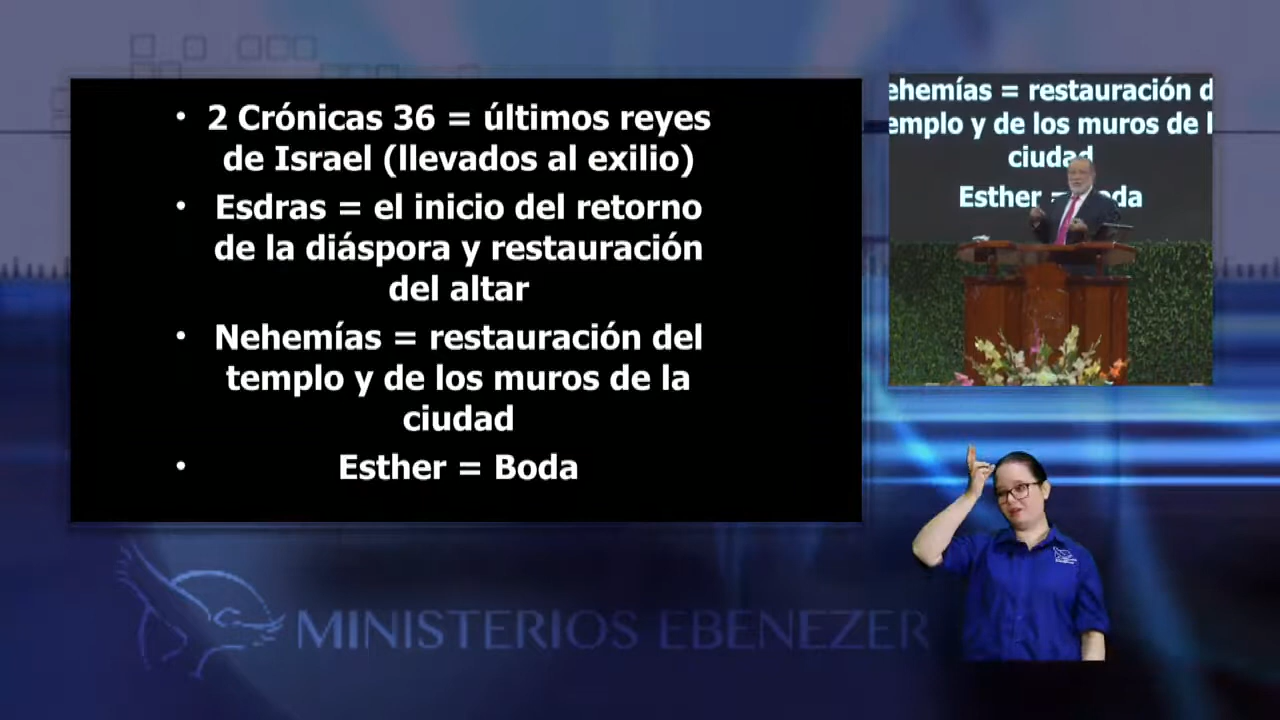 • 2 Crónicas 36 = últimos reyes
de Israel (llevados al exilio)
• Esdras = el inicio del retorno
de la diáspora y restauración
del altar
• Nehemías = restauración del
templo y de los muros de la
ciudad
• Esther = Boda
ehemías = restauración d
emplo y de los muros de l
ciudad
Esther = da
MINISTERIOS EBENEZER